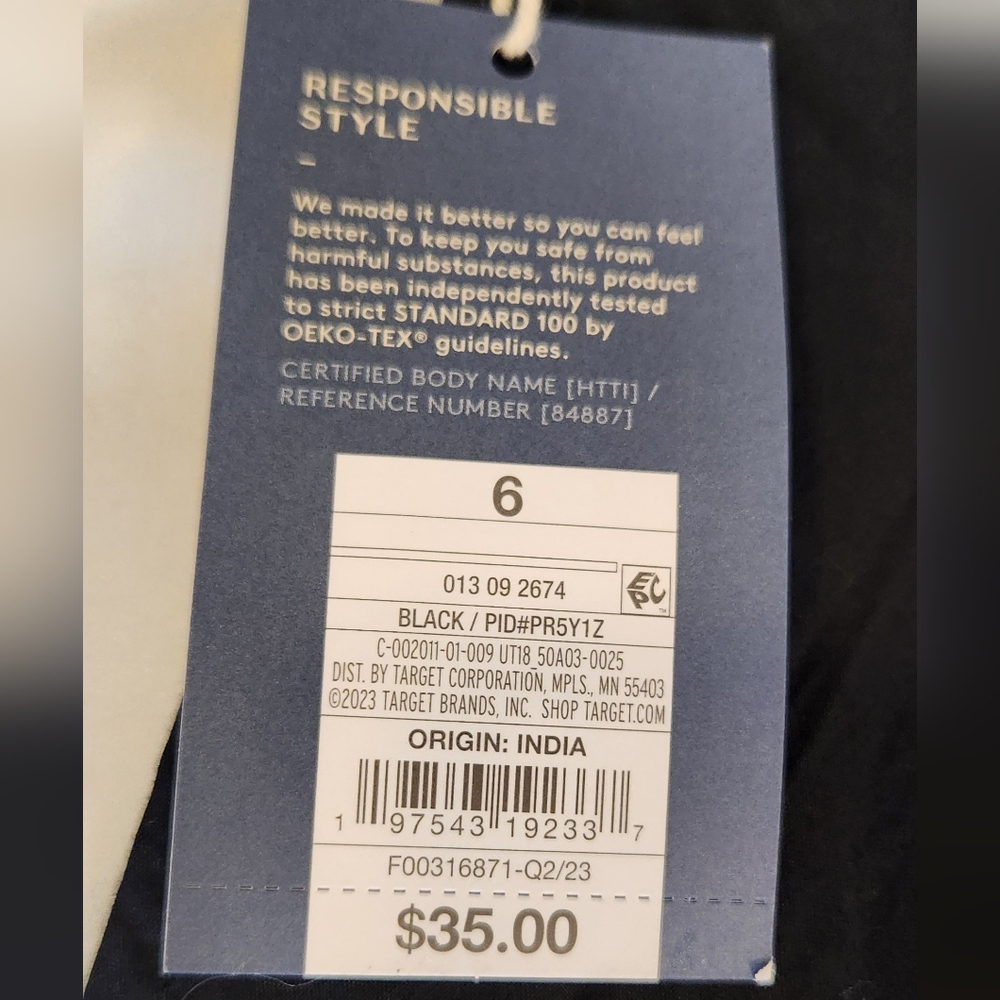 RESPONSIBLE
STYLE
–
We made it better so you can feel
better. To keep you safe from
harmful substances, this product
has been independently tested
to strict STANDARD 100 by
OEKO-TEX® guidelines.
CERTIFIED BODY NAME [HTTI] /
REFERENCE NUMBER [84887]
6
013 09 2674
EPC™
BLACK / PID#PR5Y1Z
C-002011-01-009 UT18_50A03-0025
DIST. BY TARGET CORPORATION, MPLS., MN 55403
©2023 TARGET BRANDS, INC. SHOP TARGET.COM
ORIGIN: INDIA
1 97543 19233 7
F00316871-Q2/23
$35.00